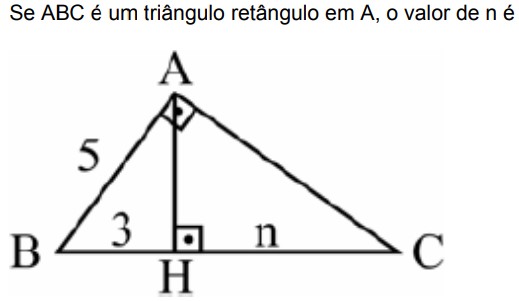 Se ABC é um triângulo retângulo em A, o valor de n é
A
5
3
n
B
C
H